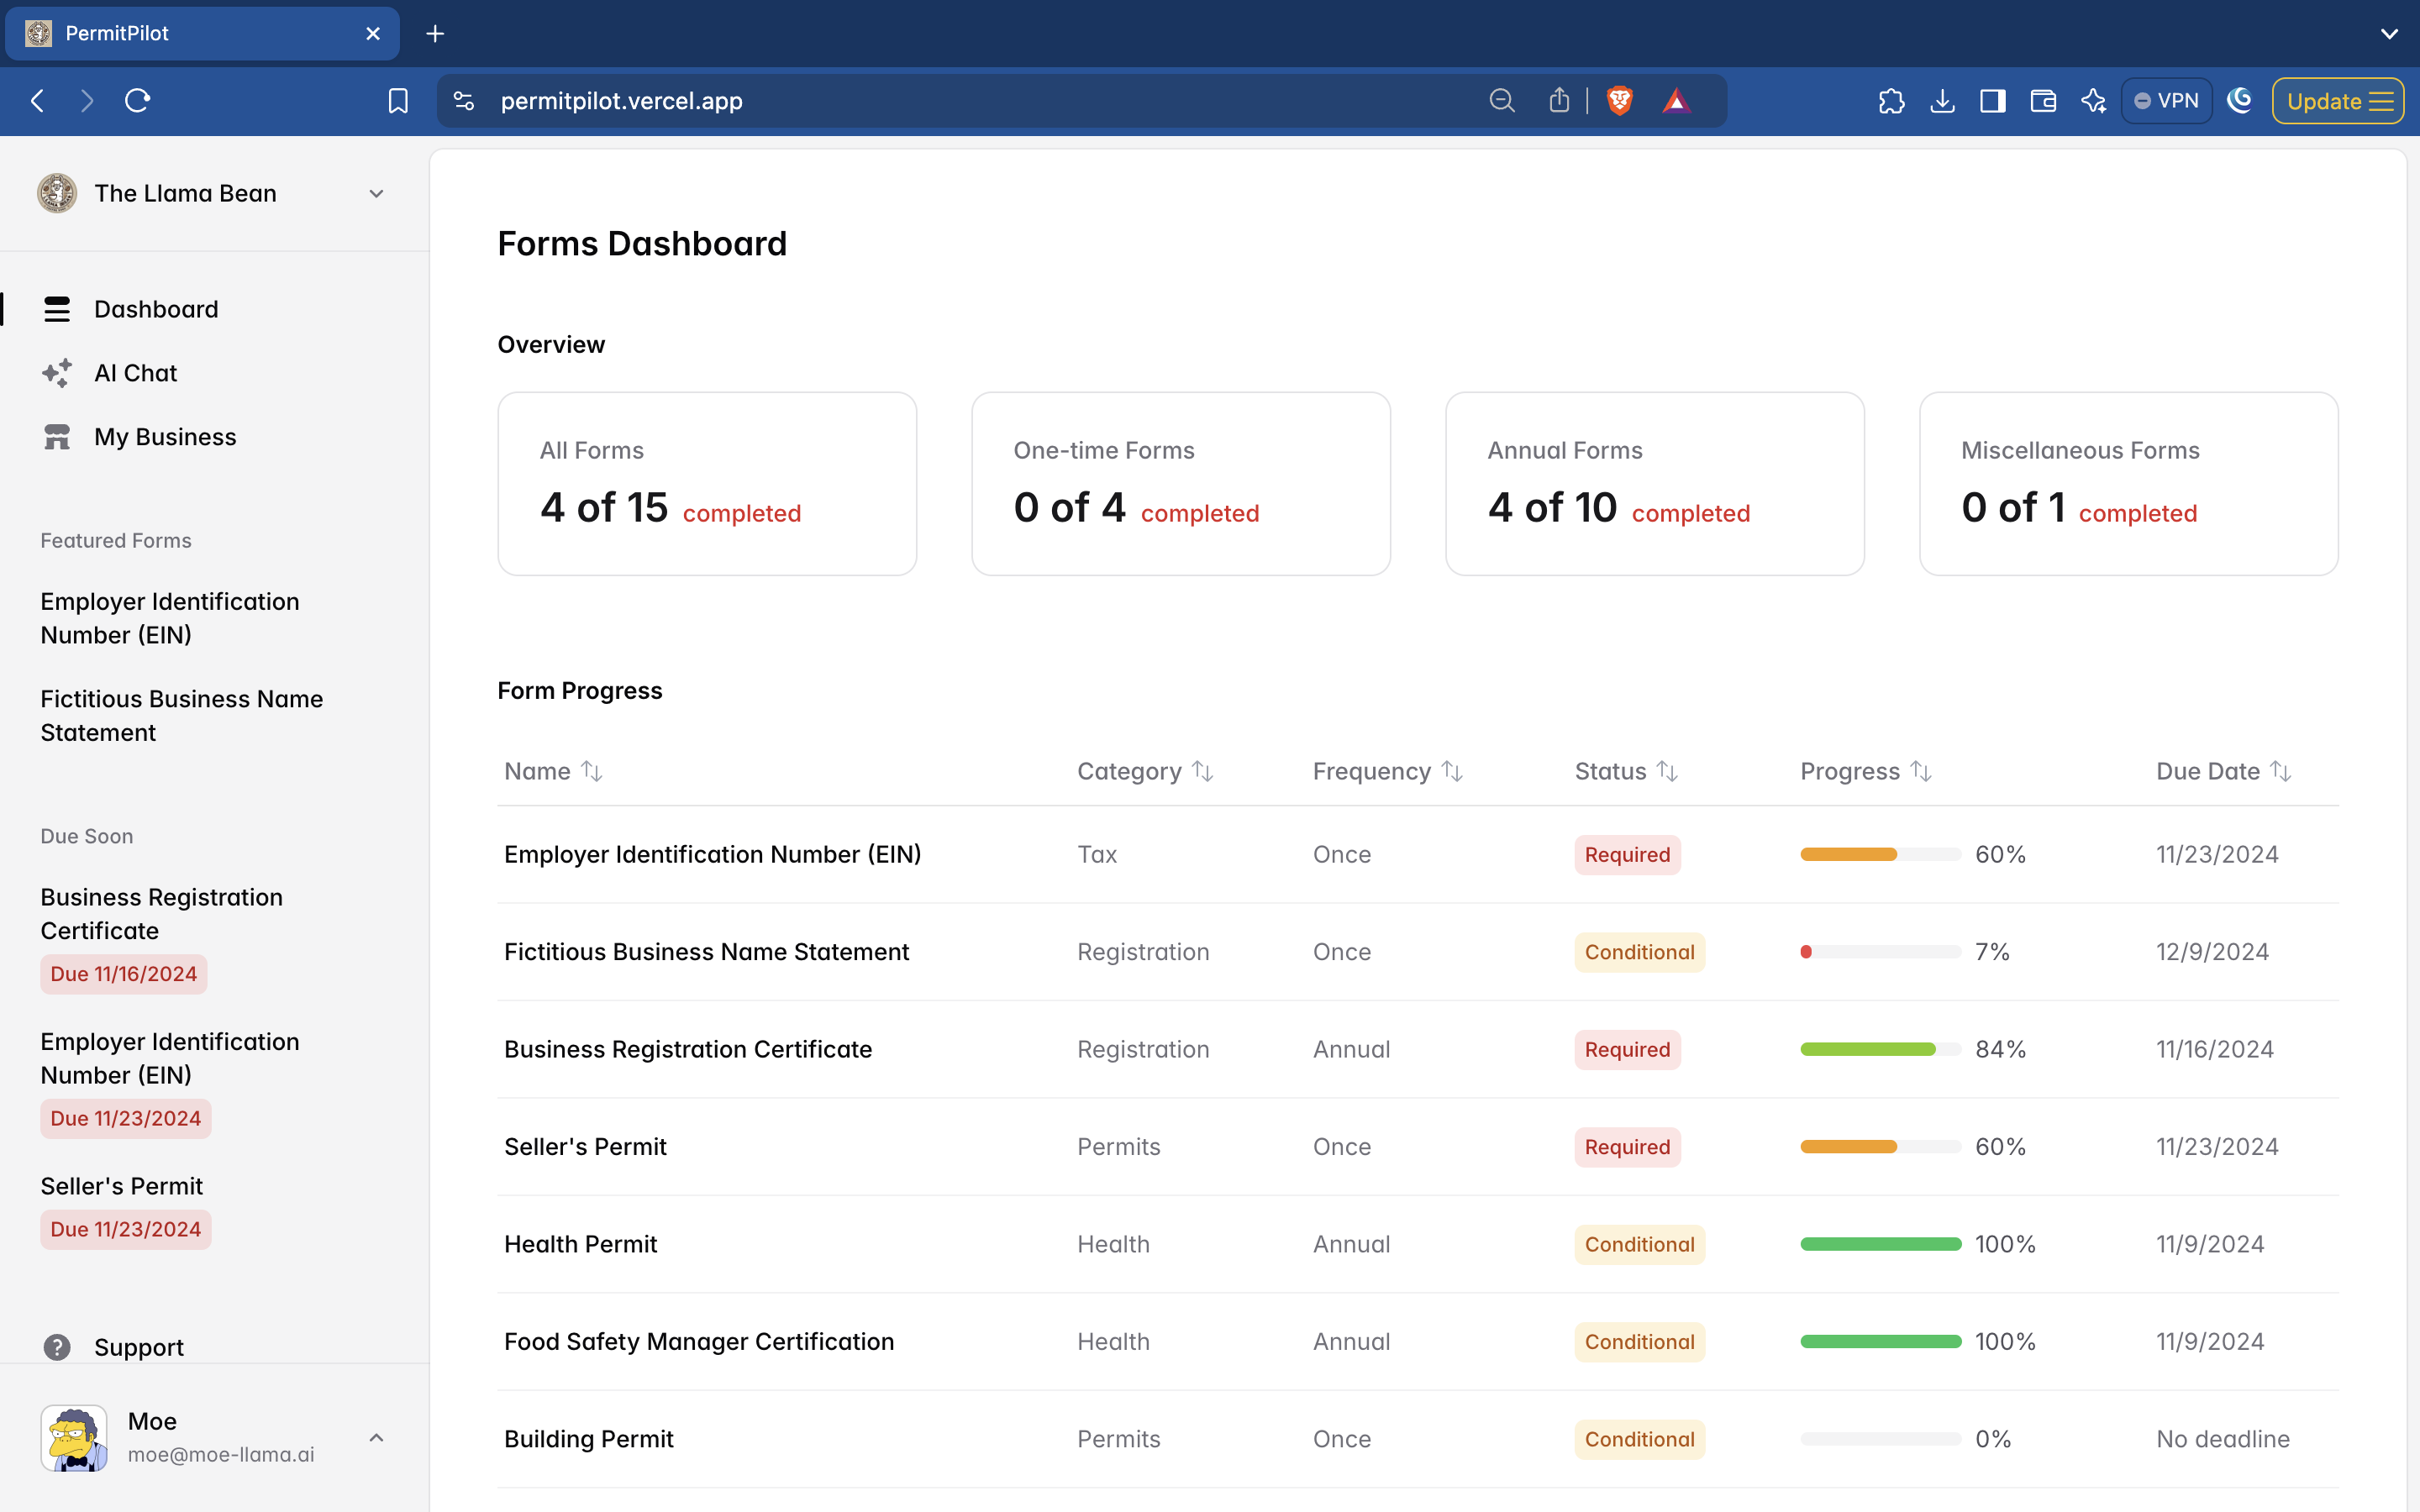 PermitPilot
permitpilot.vercel.app
VPN
Update
The Llama Bean
Dashboard
AI Chat
My Business
Featured Forms
Employer Identification
Number (EIN)
Fictitious Business Name
Statement
Due Soon
Business Registration
Certificate
Due 11/16/2024
Employer Identification
Number (EIN)
Due 11/23/2024
Seller's Permit
Due 11/23/2024
Support
Moe
moe@moe-llama.ai
Forms Dashboard
Overview
All Forms
4 of 15 completed
One-time Forms
0 of 4 completed
Annual Forms
4 of 10 completed
Miscellaneous Forms
0 of 1 completed
Form Progress
Name Category Frequency Status Progress Due Date
Employer Identification Number (EIN) Tax Once Required 60% 11/23/2024
Fictitious Business Name Statement Registration Once Conditional 7% 12/9/2024
Business Registration Certificate Registration Annual Required 84% 11/16/2024
Seller's Permit Permits Once Required 60% 11/23/2024
Health Permit Health Annual Conditional 100% 11/9/2024
Food Safety Manager Certification Health Annual Conditional 100% 11/9/2024
Building Permit Permits Once Conditional 0% No deadline